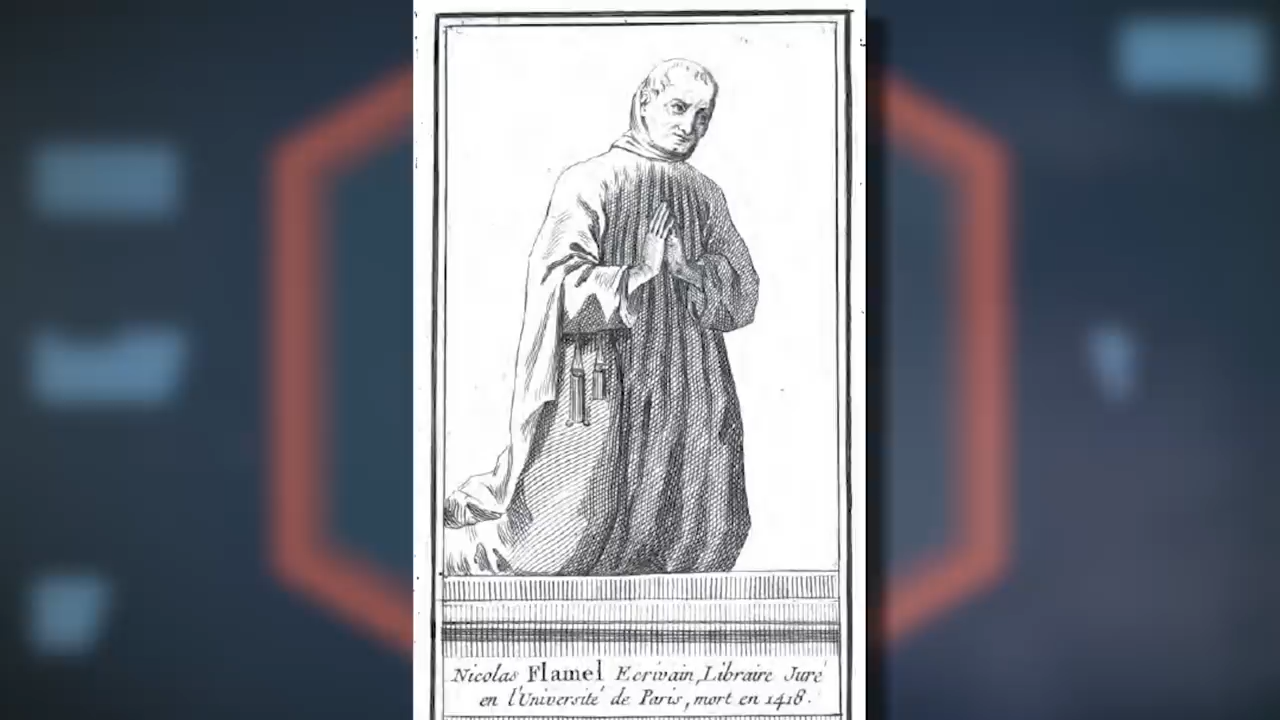 Nicolas Flamel Ecrivain, Libraire Juré
en l'Université de Paris, mort en 1418.